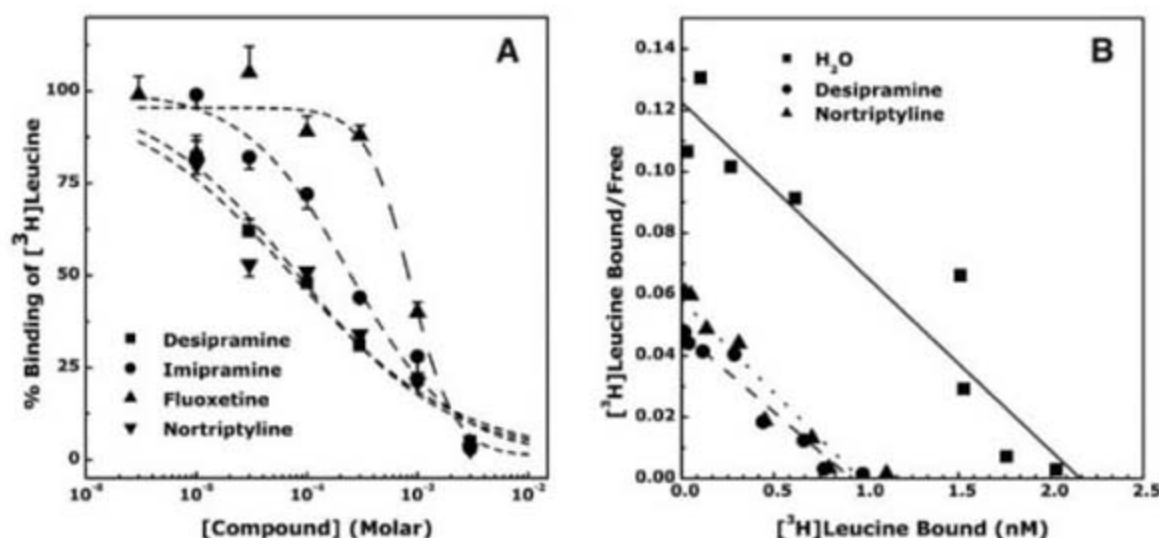 A
% Binding of [³H]Leucine
100
75
50
25
0
Desipramine
Imipramine
Fluoxetine
Nortriptyline
10⁻⁶ 10⁻⁵ 10⁻⁴ 10⁻³ 10⁻²
[Compound] (Molar)
B
[³H]Leucine Bound/Free
0.14
0.12
0.10
0.08
0.06
0.04
0.02
0.00
H₂O
Desipramine
Nortriptyline
0.0 0.5 1.0 1.5 2.0 2.5
[³H]Leucine Bound (nM)